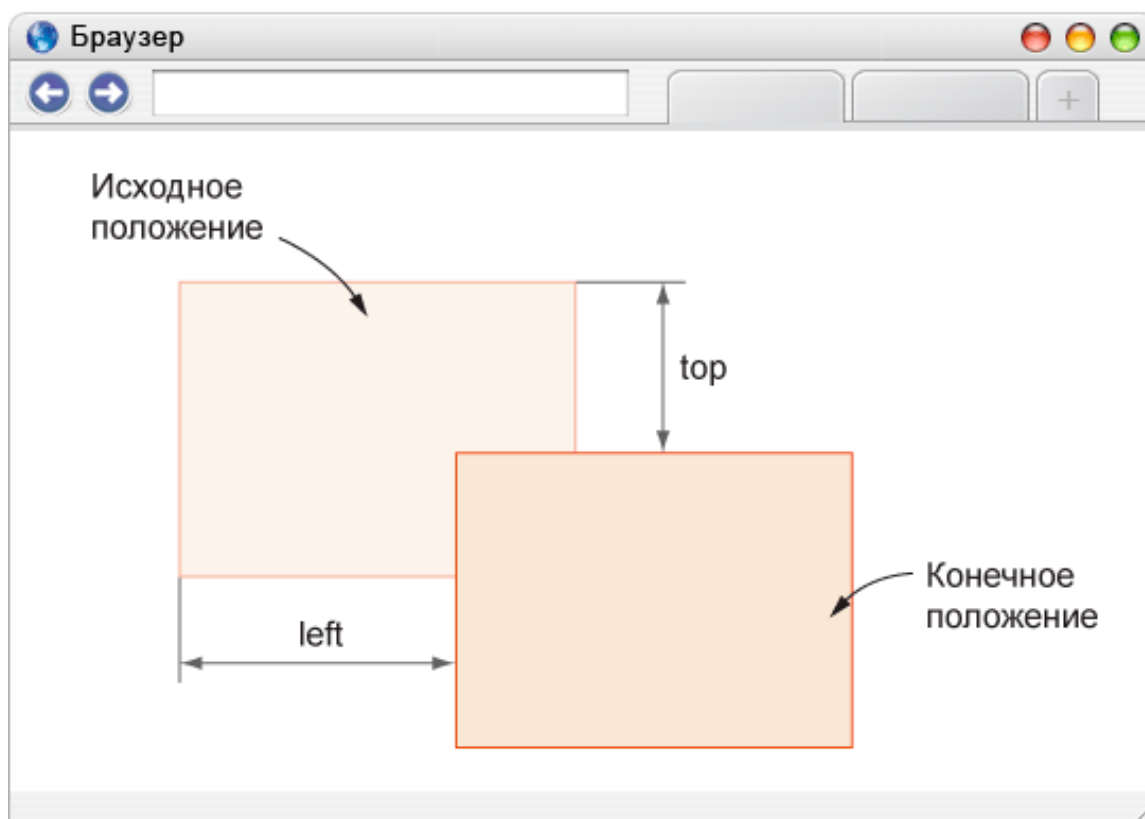 Браузер
+
Исходное
положение
top
left
Конечное
положение